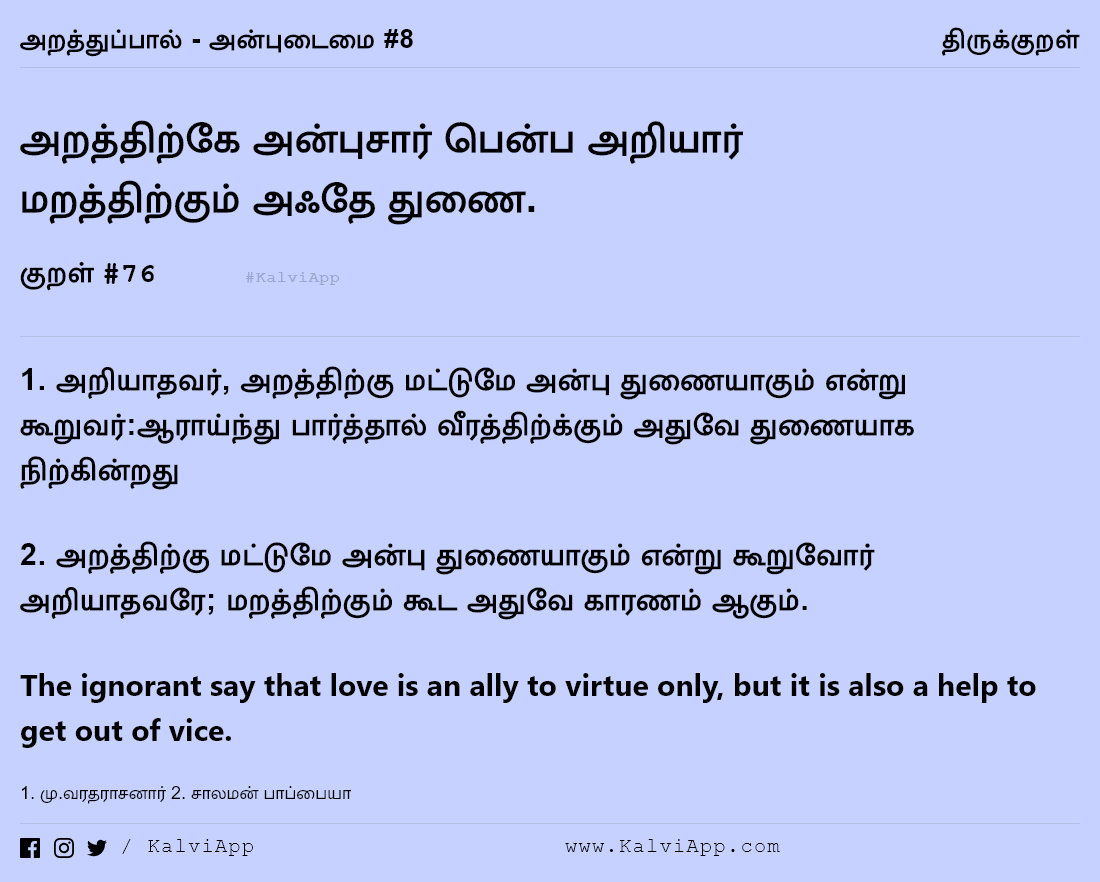 அறத்துப்பால் - அன்புடைமை #8 திருக்குறள்
அறத்திற்கே அன்புசார் பென்ப அறியார்
மறத்திற்கும் அஃதே துணை.
குறள் #76 #KalviApp
1. அறியாதவர், அறத்திற்கு மட்டுமே அன்பு துணையாகும் என்று
கூறுவர்:ஆராய்ந்து பார்த்தால் வீரத்திற்க்கும் அதுவே துணையாக
நிற்கின்றது
2. அறத்திற்கு மட்டுமே அன்பு துணையாகும் என்று கூறுவோர்
அறியாதவரே; மறத்திற்கும் கூட அதுவே காரணம் ஆகும்.
The ignorant say that love is an ally to virtue only, but it is also a help to
get out of vice.
1. மு.வரதராசனார் 2. சாலமன் பாப்பையா
/ KalviApp www.KalviApp.com